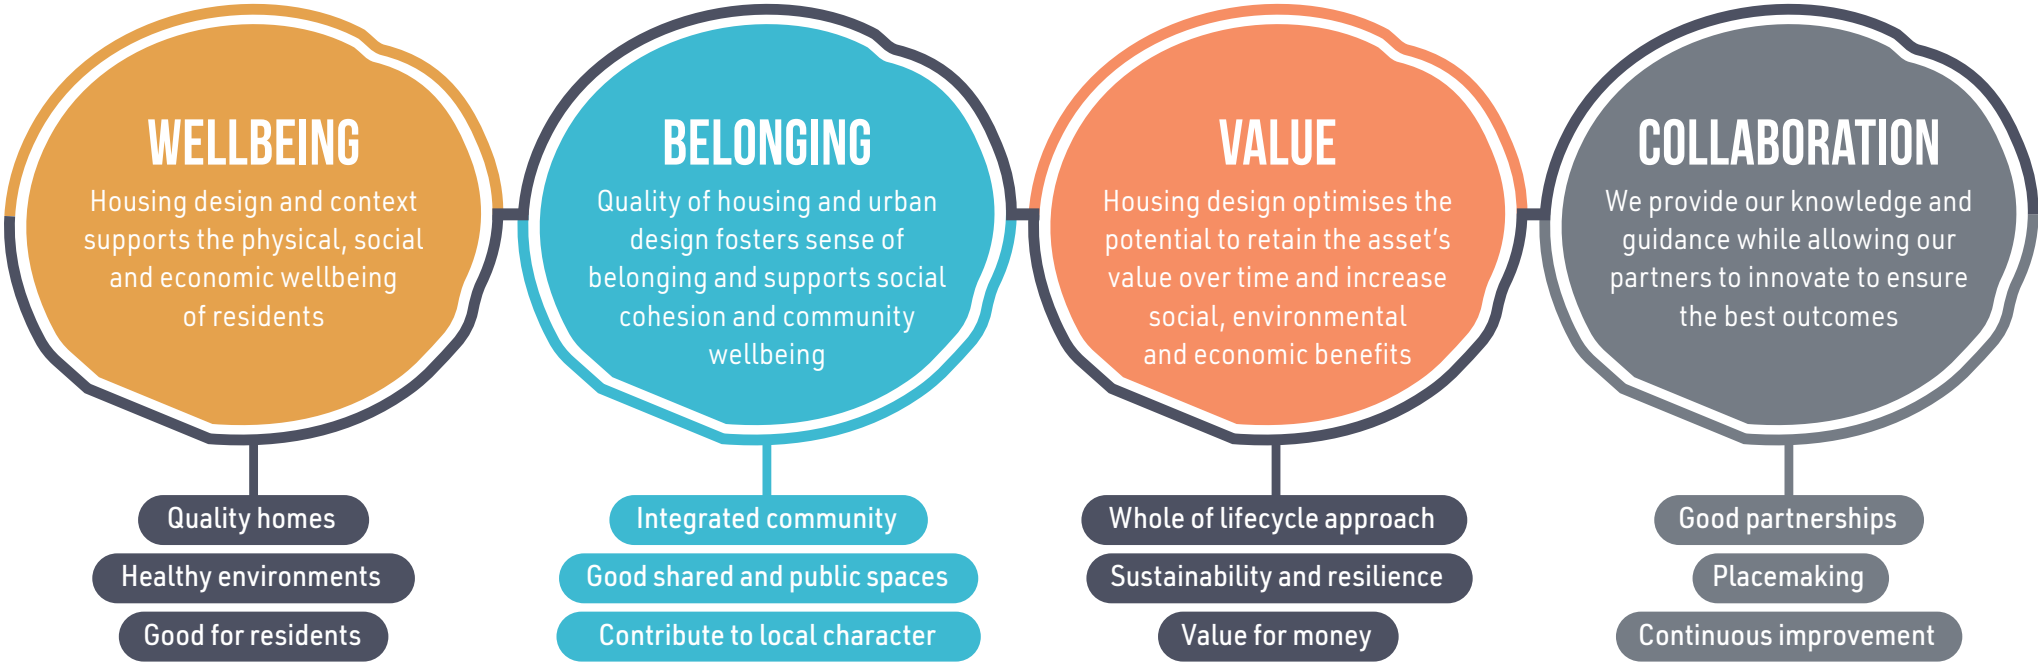 WELLBEING
Housing design and context
supports the physical, social
and economic wellbeing
of residents
Quality homes
Healthy environments
Good for residents
BELONGING
Quality of housing and urban
design fosters sense of
belonging and supports social
cohesion and community
wellbeing
Integrated community
Good shared and public spaces
Contribute to local character
VALUE
Housing design optimises the
potential to retain the asset's
value over time and increase
social, environmental
and economic benefits
Whole of lifecycle approach
Sustainability and resilience
Value for money
COLLABORATION
We provide our knowledge and
guidance while allowing our
partners to innovate to ensure
the best outcomes
Good partnerships
Placemaking
Continuous improvement